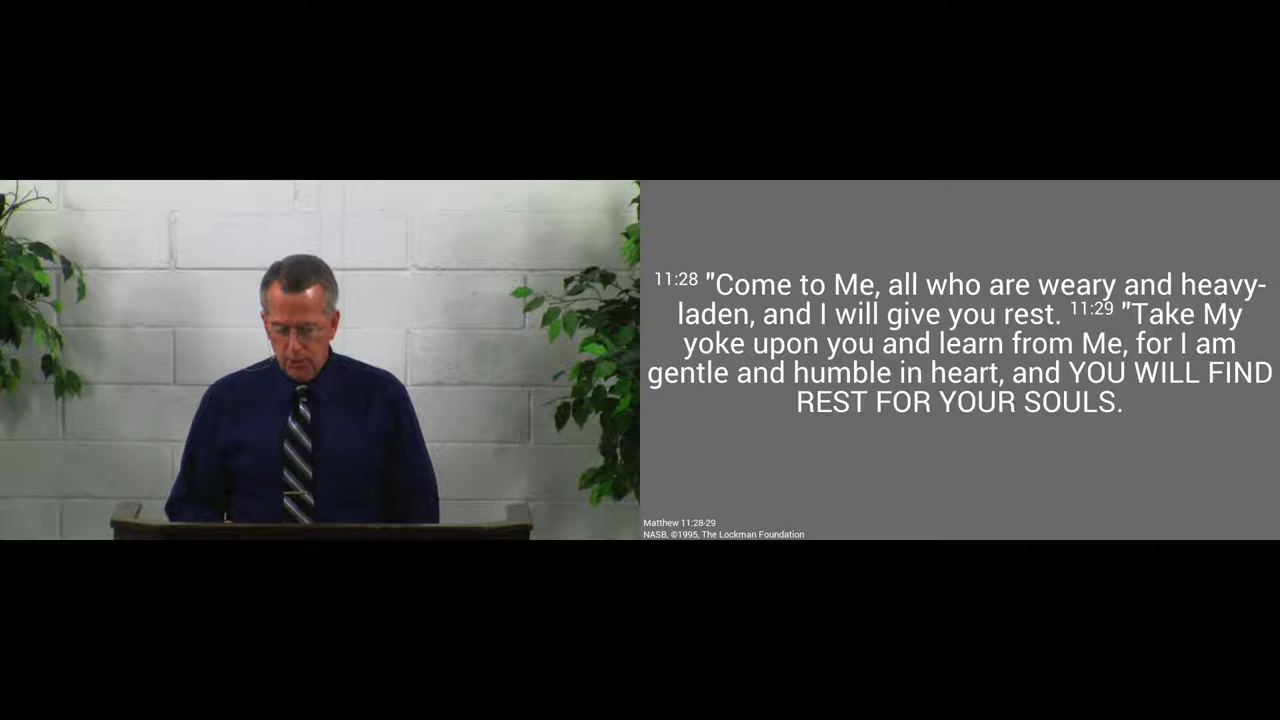 11:28 "Come to Me, all who are weary and heavy-
laden, and I will give you rest. 11:29 "Take My
yoke upon you and learn from Me, for I am
gentle and humble in heart, and YOU WILL FIND
REST FOR YOUR SOULS.
Matthew 11:28-29
NASB, ©1995, The Lockman Foundation